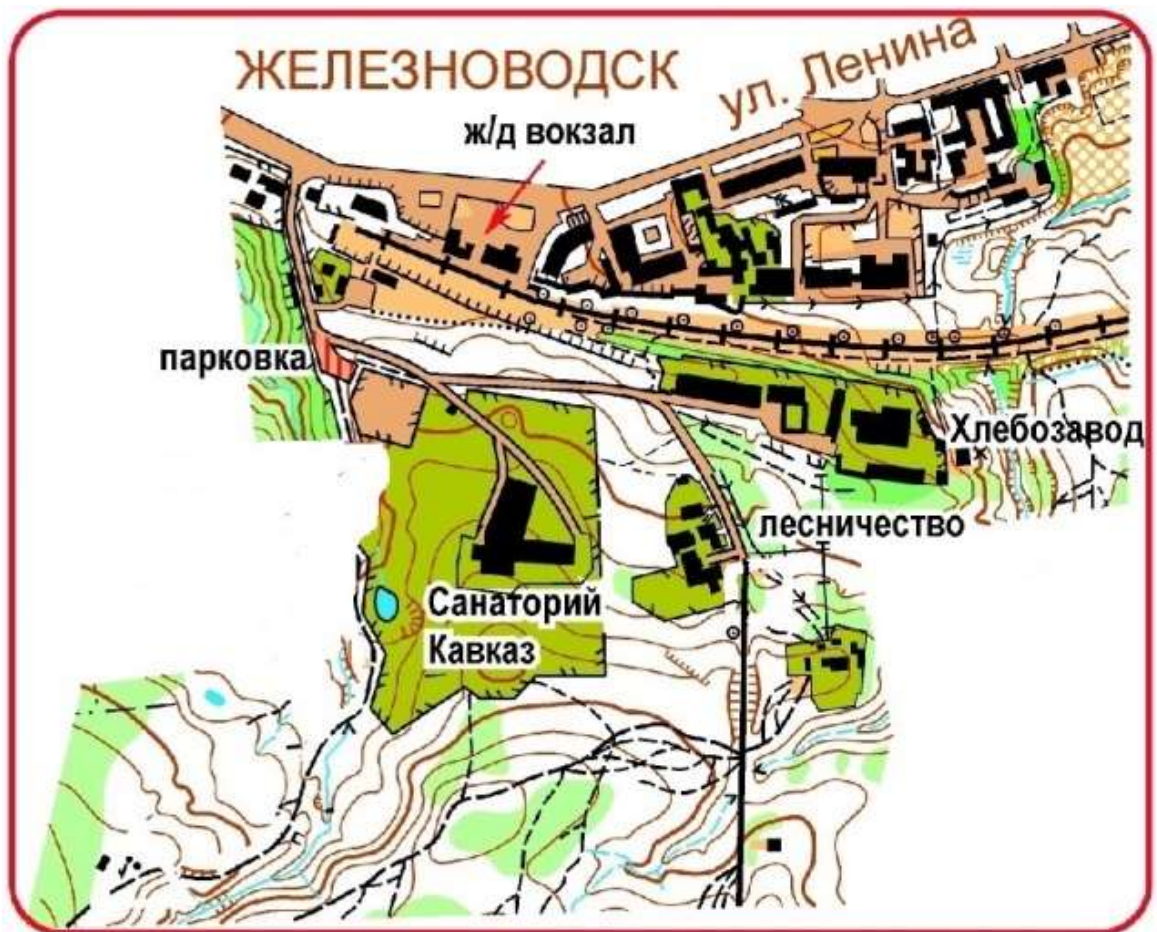 ЖЕЛЕЗНОВОДСК
ул. Ленина
ж/д вокзал
парковка
Хлебозавод
лесничество
Санаторий
Кавказ